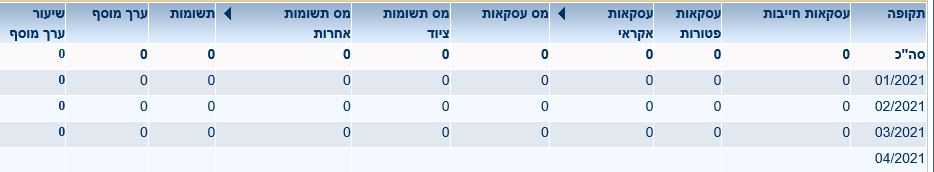 תקופה עסקאות חייבות עסקאות פטורות עסקאות אקראי מס עסקאות מס תשומות ציוד מס תשומות אחרות תשומות ערך מוסף שיעור ערך מוסף
סה"כ 0 0 0 0 0 0 0 0 0
01/2021 0 0 0 0 0 0 0 0 0
02/2021 0 0 0 0 0 0 0 0 0
03/2021 0 0 0 0 0 0 0 0 0
04/2021